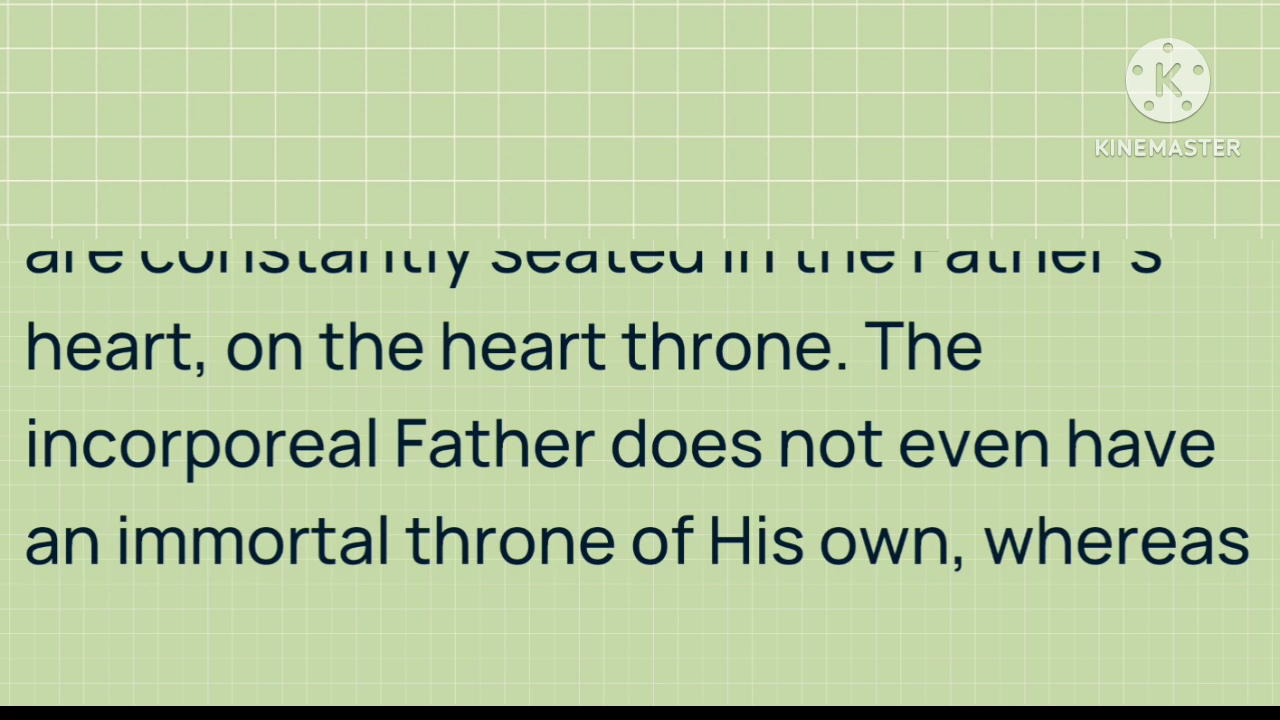 KINEMASTER
are constantly seated in the Father's
heart, on the heart throne. The
incorporeal Father does not even have
an immortal throne of His own, whereas